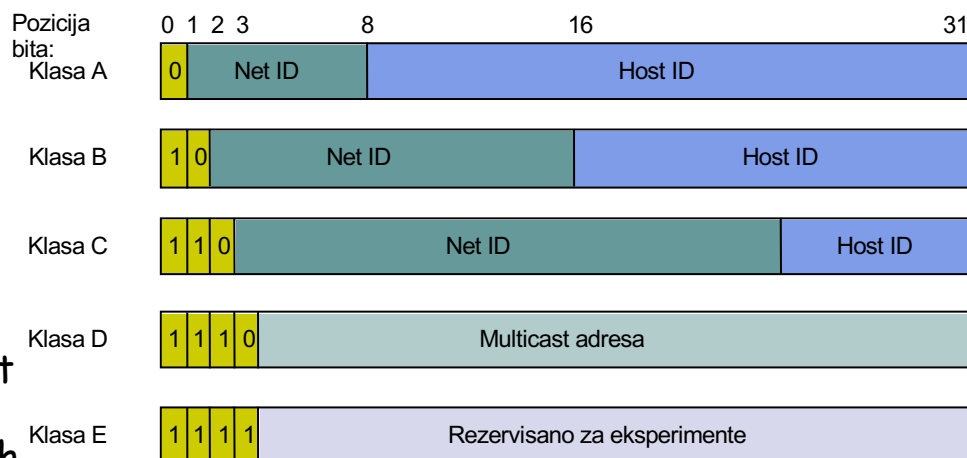 Pozicija bita: 0 1 2 3 8 16 31
Klasa A 0 Net ID Host ID
Klasa B 1 0 Net ID Host ID
Klasa C 1 1 0 Net ID Host ID
Klasa D 1 1 1 0 Multicast adresa
t
Klasa E 1 1 1 1 Rezervisano za eksperimente